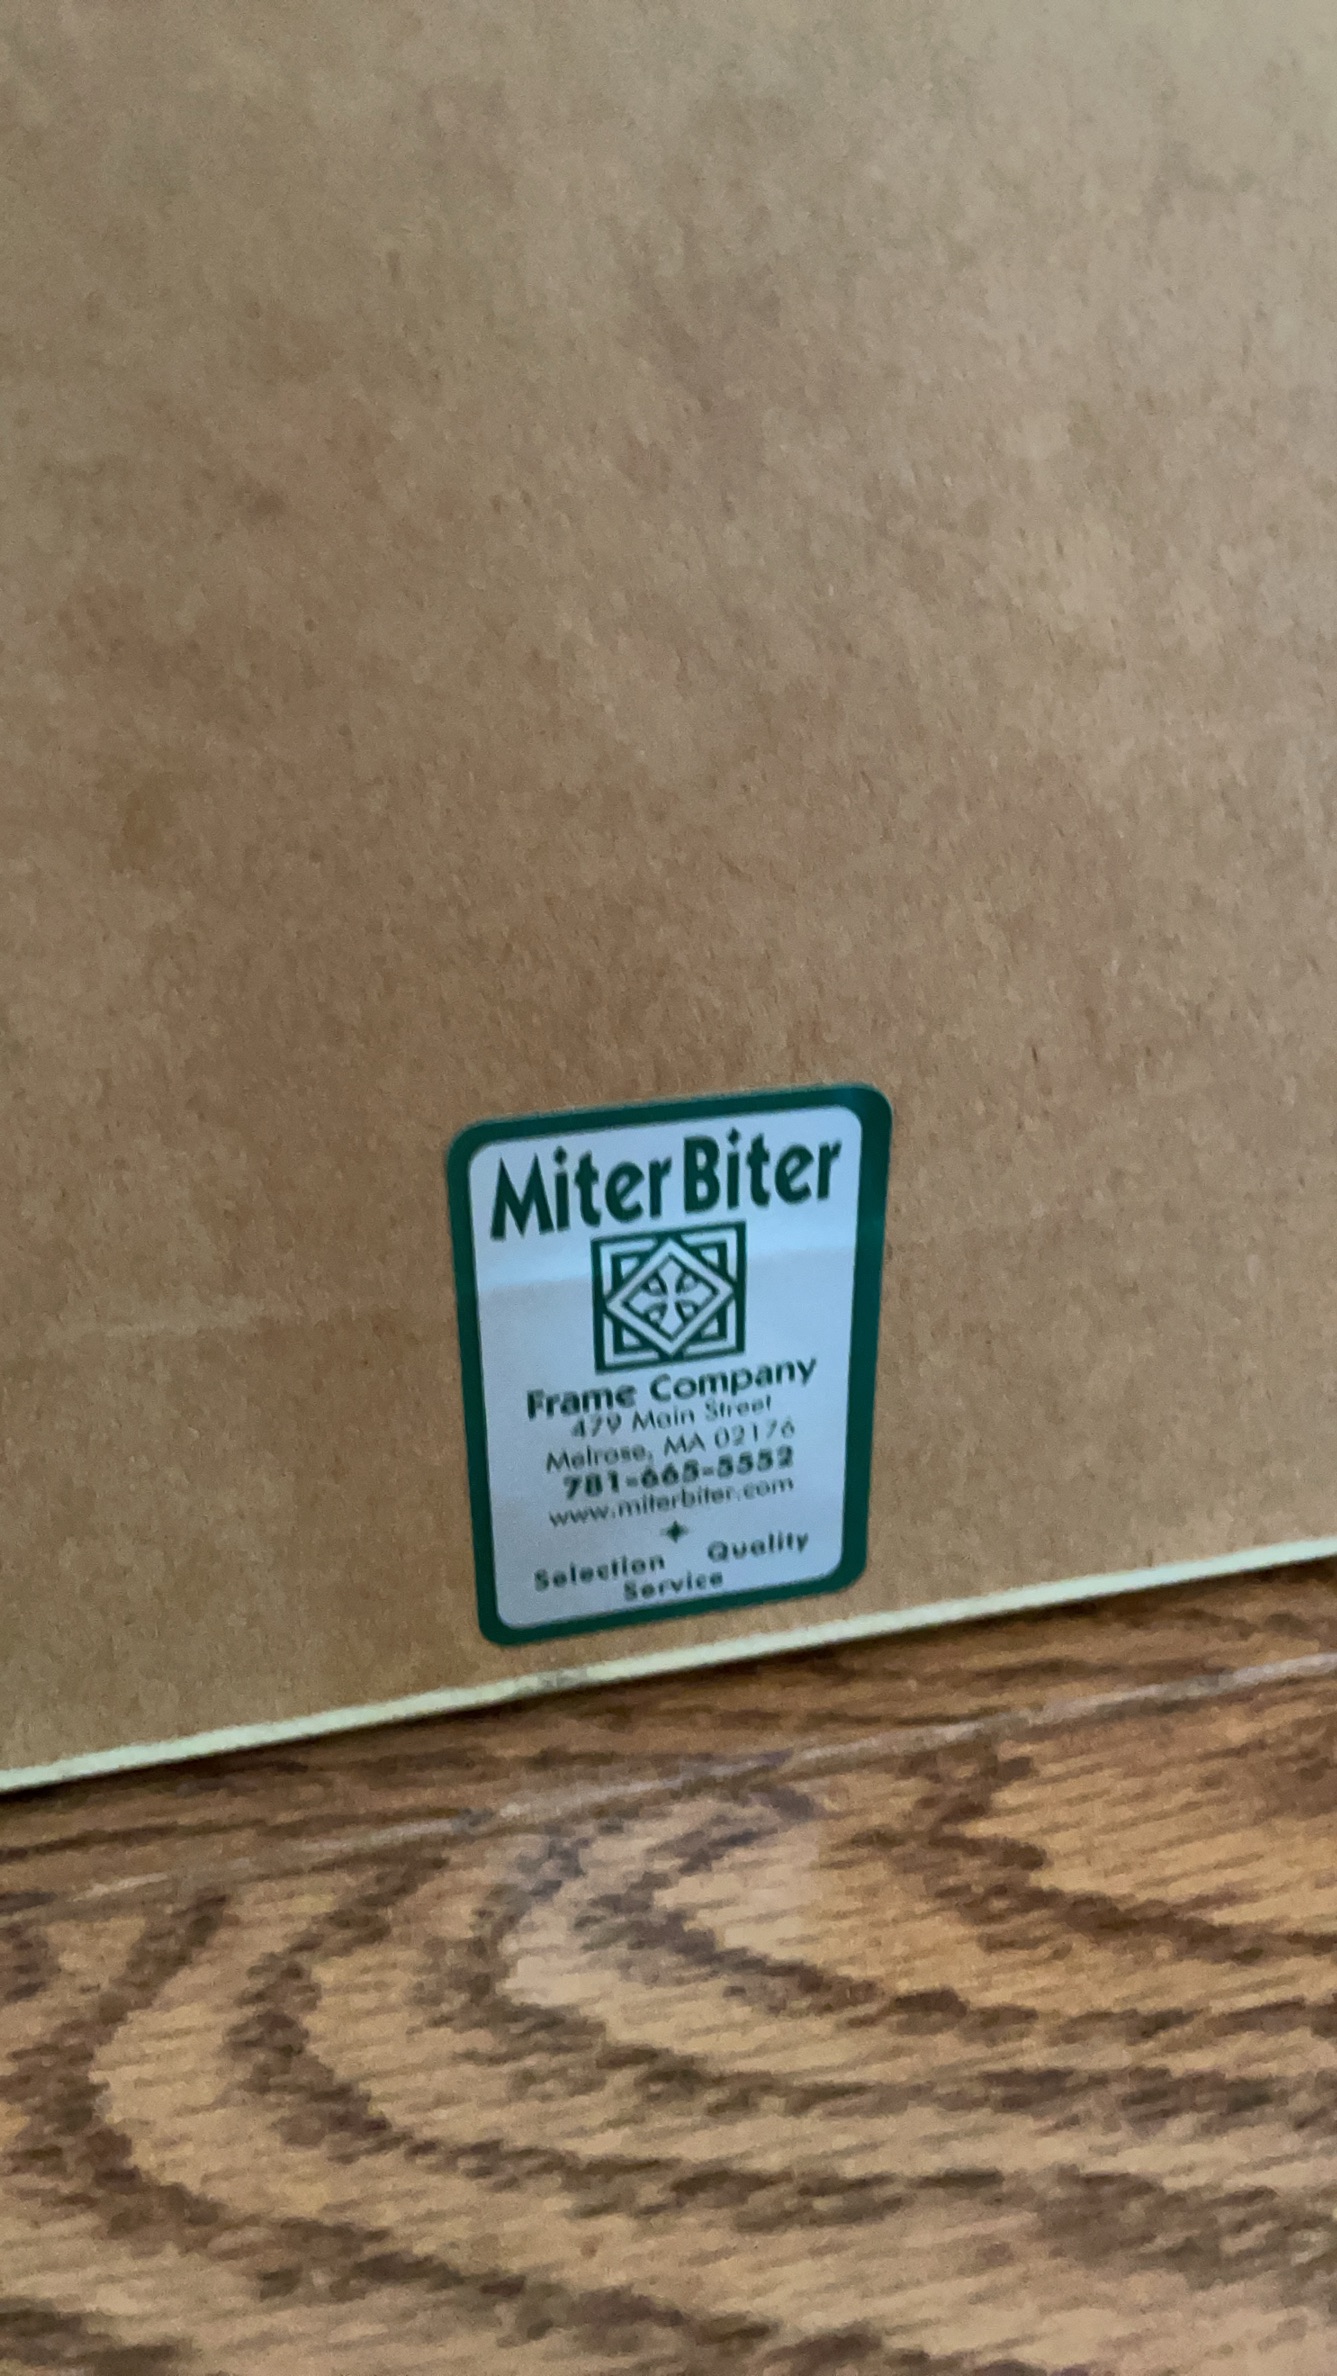 Miter Biter
Frame Company
479 Main Street
Melrose, MA 02176
781-665-5552
www.miterbiter.com
Selection Quality
Service